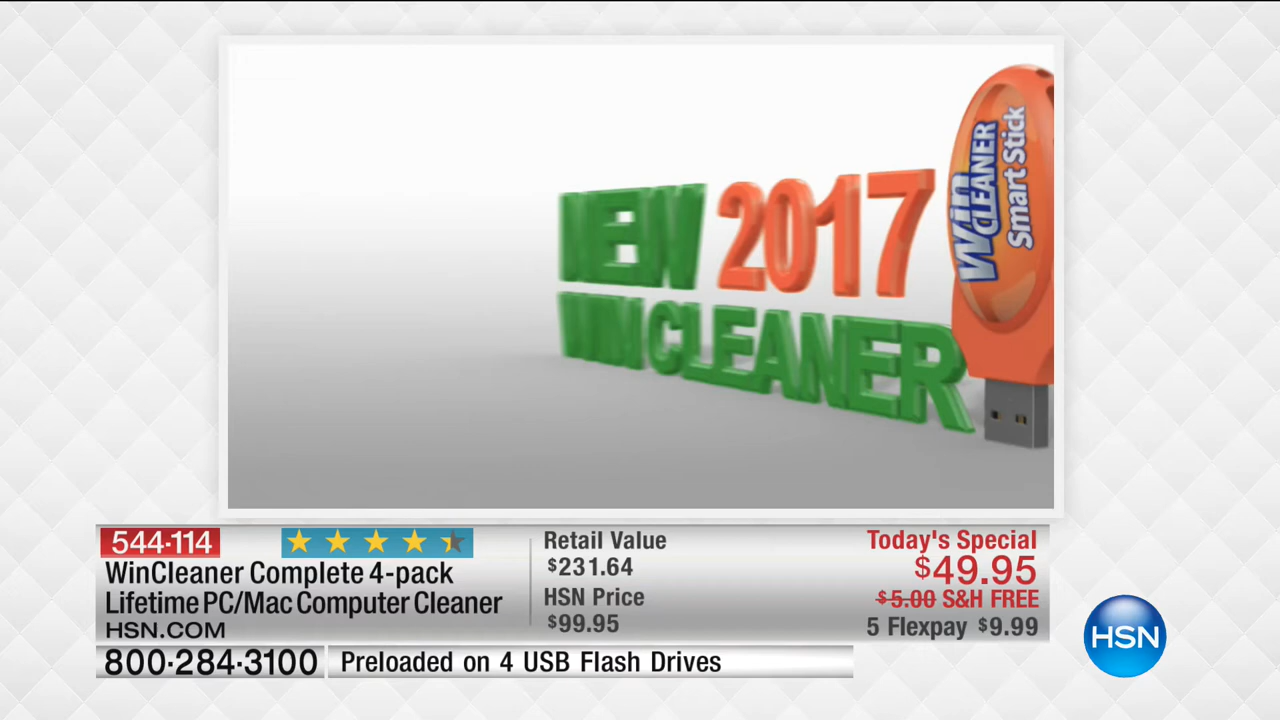 NEW 2017
WIN CLEANER
Win
CLEANER
Smart Stick
544-114
WinCleaner Complete 4-pack
Lifetime PC/Mac Computer Cleaner
HSN.COM
Retail Value
$231.64
HSN Price
$99.95
Today's Special
$49.95
$5.00 S&H FREE
5 Flexpay $9.99
800-284-3100
Preloaded on 4 USB Flash Drives
HSN